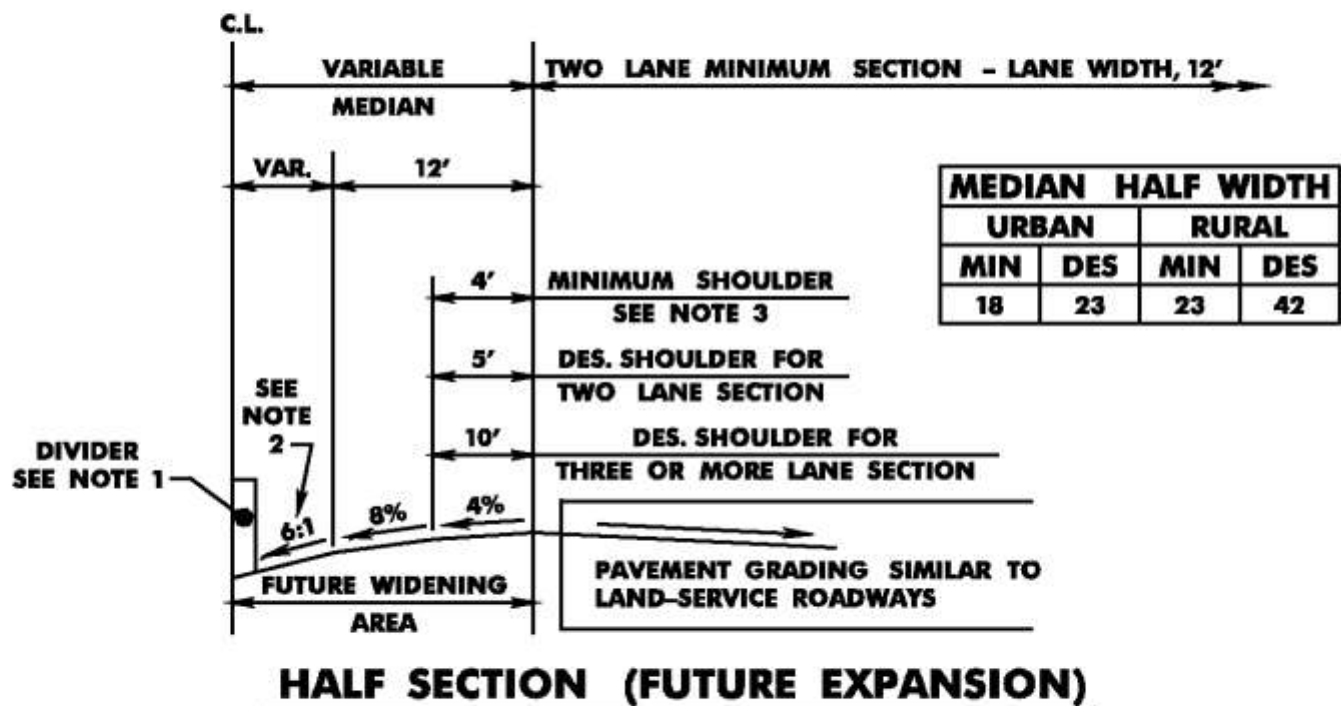 C.L.
VARIABLE
MEDIAN
TWO LANE MINIMUM SECTION - LANE WIDTH, 12'
VAR.
12'
MEDIAN HALF WIDTH
URBAN RURAL
MIN DES MIN DES
18 23 23 42
4' MINIMUM SHOULDER
SEE NOTE 3
5' DES. SHOULDER FOR
TWO LANE SECTION
SEE
NOTE
2
10' DES. SHOULDER FOR
THREE OR MORE LANE SECTION
DIVIDER
SEE NOTE 1
6:1
8%
4%
PAVEMENT GRADING SIMILAR TO
LAND-SERVICE ROADWAYS
FUTURE WIDENING
AREA
HALF SECTION (FUTURE EXPANSION)